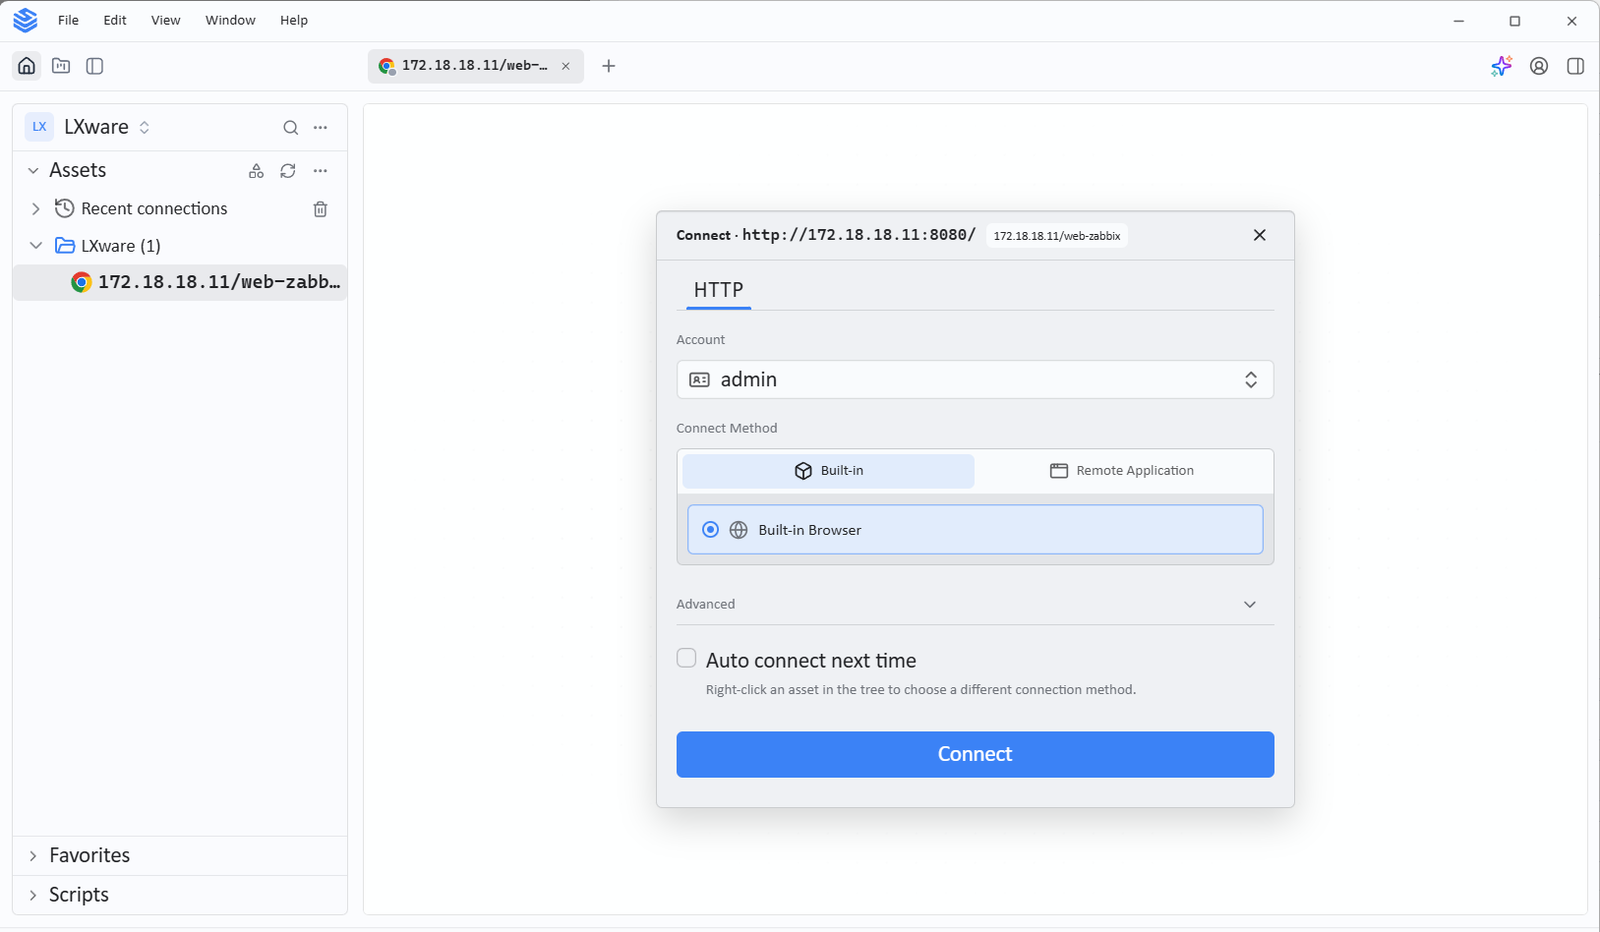 File Edit View Window Help
172.18.18.11/web-…
LX LXware
Assets
Recent connections
LXware (1)
172.18.18.11/web-zabb…
Favorites
Scripts
Connect · http://172.18.18.11:8080/ 172.18.18.11/web-zabbix
HTTP
Account
admin
Connect Method
Built-in Remote Application
Built-in Browser
Advanced
Auto connect next time
Right-click an asset in the tree to choose a different connection method.
Connect